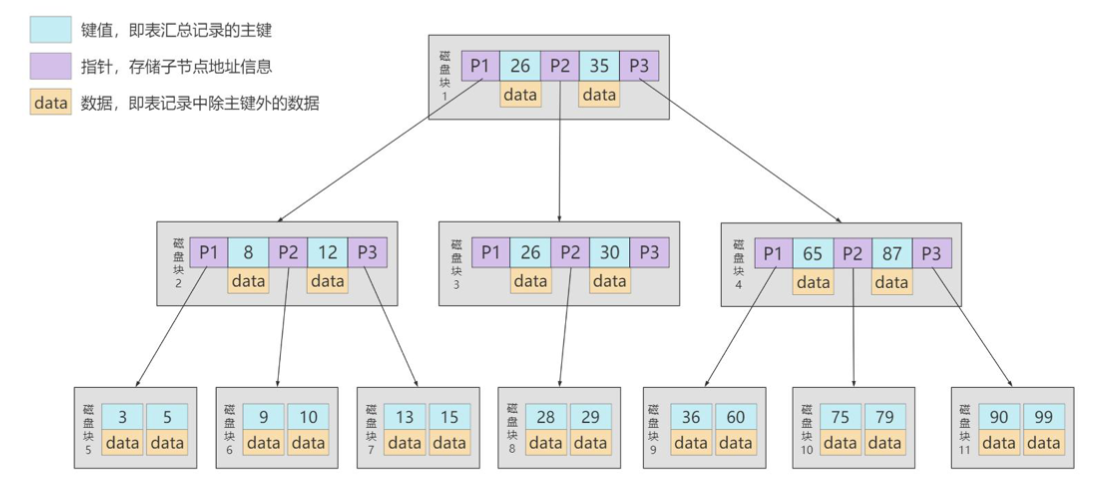 键值，即表汇总记录的主键
指针，存储子节点地址信息
data 数据，即表记录中除主键外的数据
磁盘块1
P1 26 P2 35 P3
data data
磁盘块2
P1 8 P2 12 P3
data data
磁盘块3
P1 26 P2 30 P3
data data
磁盘块4
P1 65 P2 87 P3
data data
磁盘块5
3 5
data data
磁盘块6
9 10
data data
磁盘块7
13 15
data data
磁盘块8
28 29
data data
磁盘块9
36 60
data data
磁盘块10
75 79
data data
磁盘块11
90 99
data data